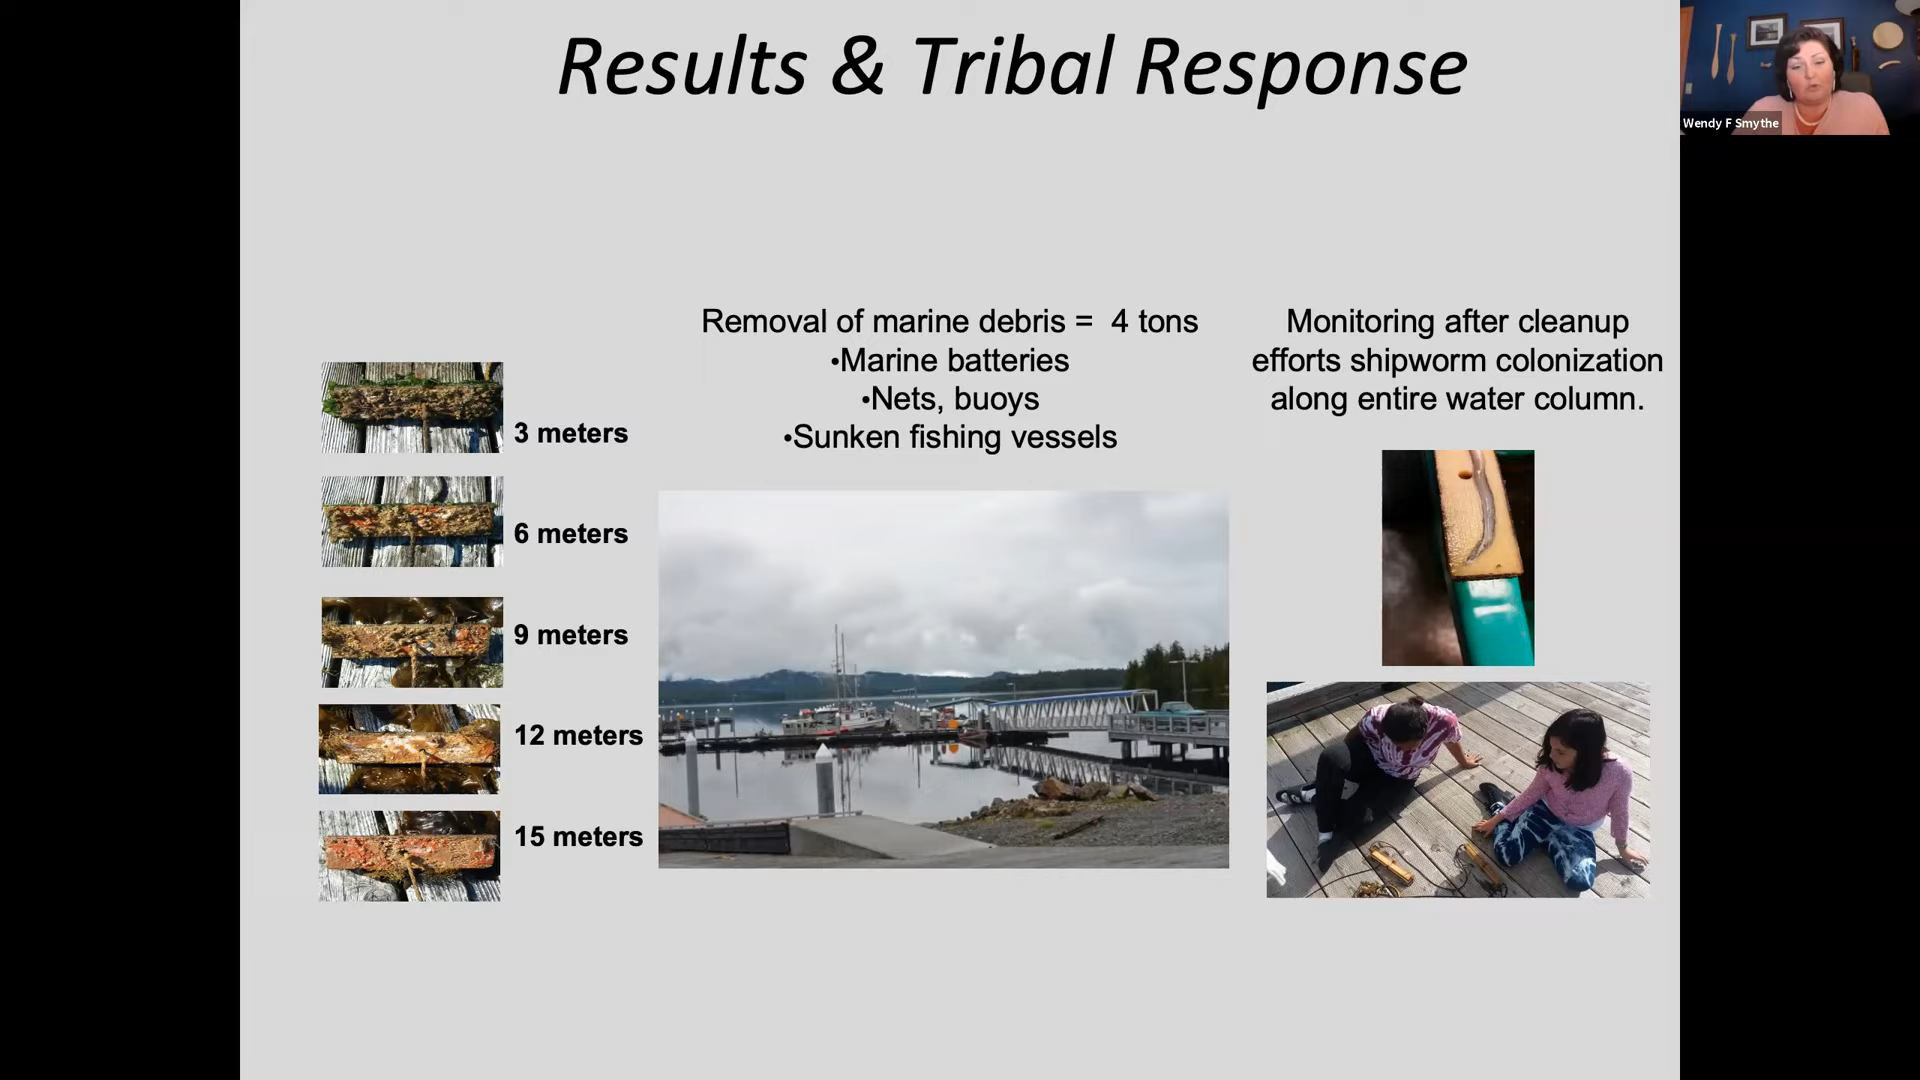 Results & Tribal Response
Wendy F Smythe
Removal of marine debris = 4 tons
•Marine batteries
•Nets, buoys
•Sunken fishing vessels
Monitoring after cleanup
efforts shipworm colonization
along entire water column.
3 meters
6 meters
9 meters
12 meters
15 meters